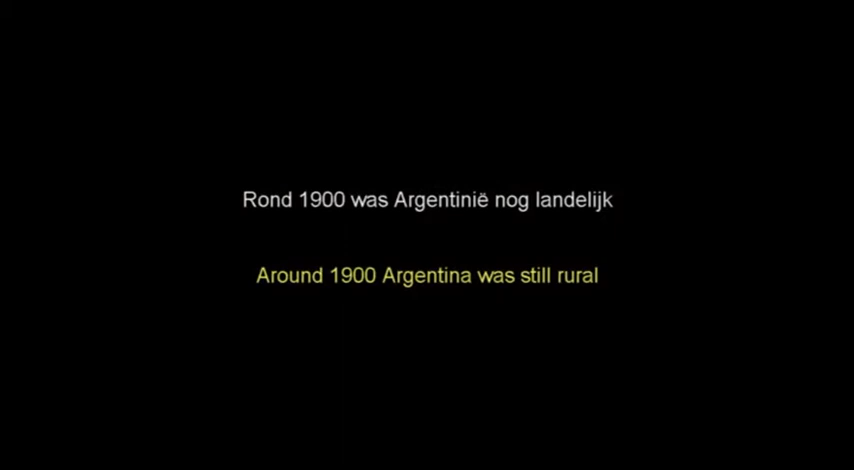 Rond 1900 was Argentinië nog landelijk
Around 1900 Argentina was still rural